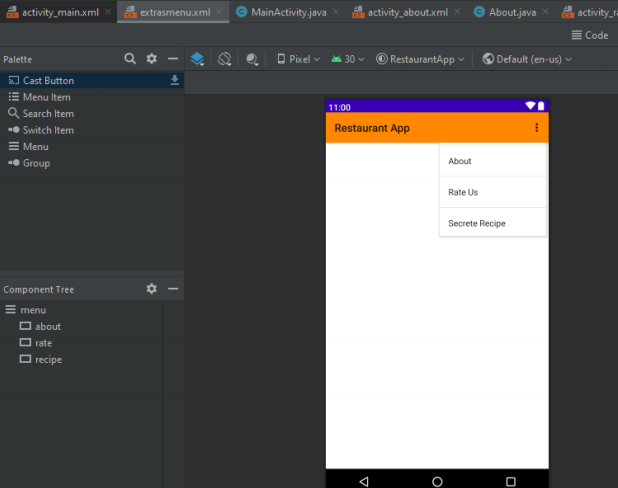 activity_main.xml
extrasmenu.xml
MainActivity.java
activity_about.xml
About.java
activity_ra
Code
Palette
Pixel
30
RestaurantApp
Default (en-us)
Cast Button
Menu Item
Search Item
Switch Item
Menu
Group
11:00
Restaurant App
About
Rate Us
Secrete Recipe
Component Tree
menu
about
rate
recipe